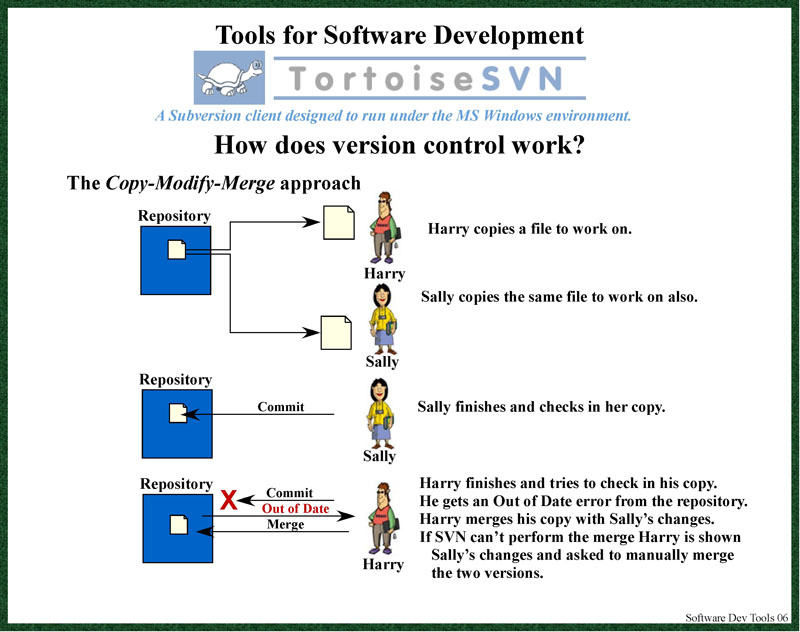 Tools for Software Development
TortoiseSVN
A Subversion client designed to run under the MS Windows environment.
How does version control work?
The Copy-Modify-Merge approach
Repository
Harry copies a file to work on.
Harry
Sally copies the same file to work on also.
Sally
Repository
Commit
Sally finishes and checks in her copy.
Sally
Repository
X
Commit
Out of Date
Merge
Harry
Harry finishes and tries to check in his copy.
He gets an Out of Date error from the repository.
Harry merges his copy with Sally's changes.
If SVN can't perform the merge Harry is shown
Sally's changes and asked to manually merge
the two versions.
Software Dev Tools 06